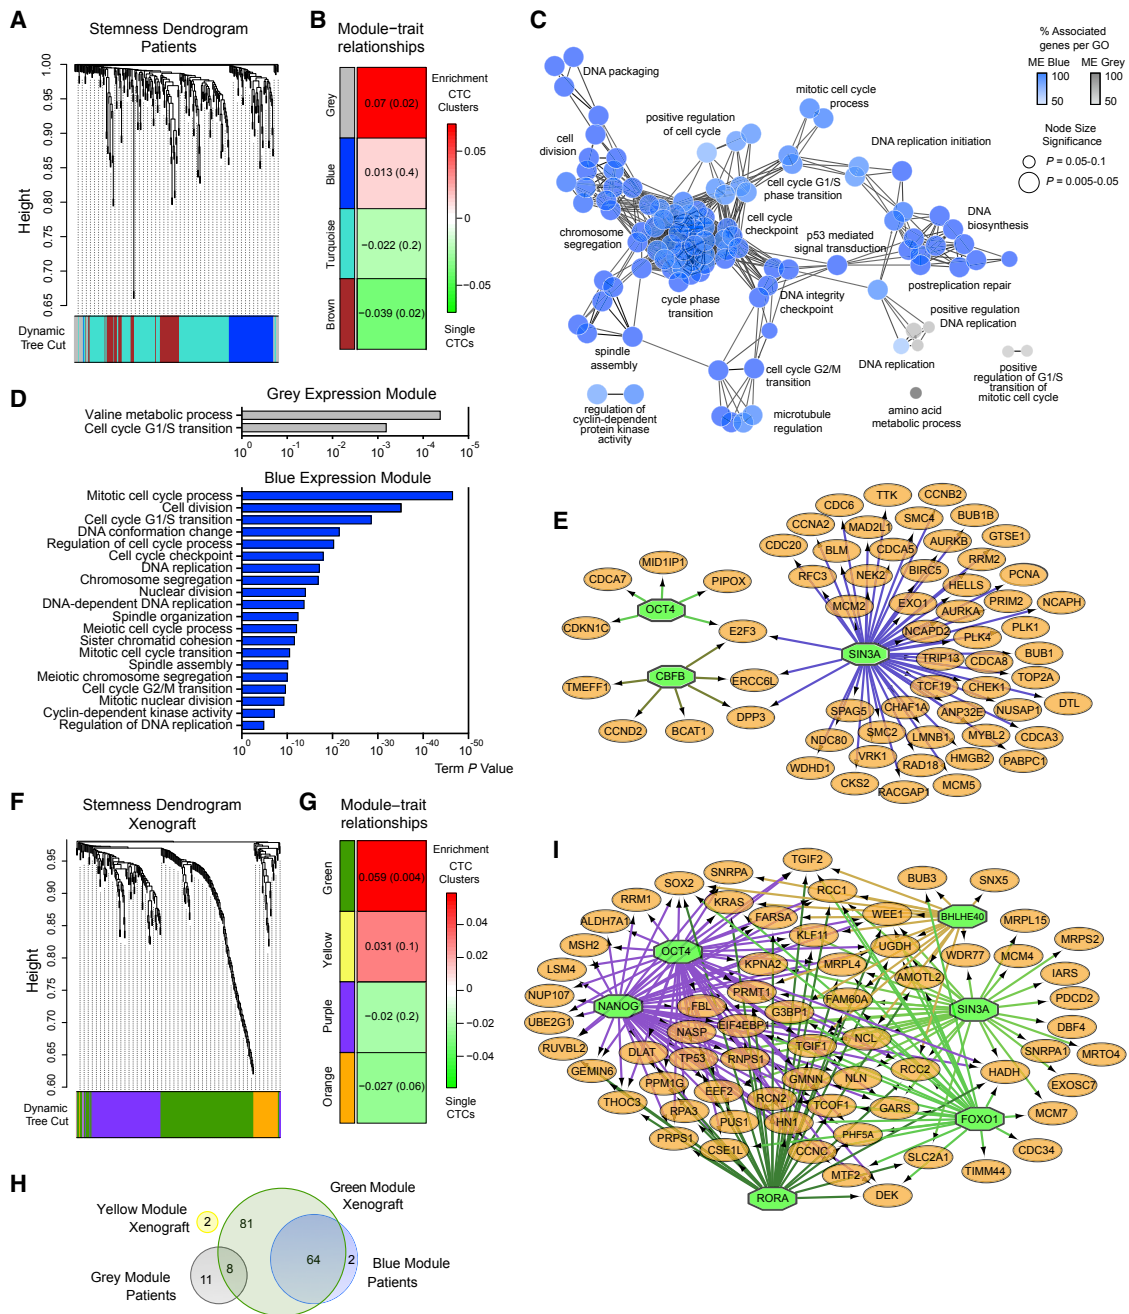 A
Stemness Dendrogram
Patients
Height
1.00
0.95
0.90
0.85
0.80
0.75
0.70
0.65
Dynamic
Tree Cut
B
Module−trait
relationships
Grey
0.07 (0.02)
Blue
0.013 (0.4)
Turquoise
−0.022 (0.2)
Brown
−0.039 (0.02)
Enrichment
CTC
Clusters
0.05
0
−0.05
Single
CTCs
C
DNA packaging
cell
division
positive regulation
of cell cycle
mitotic cell cycle
process
DNA replication initiation
cell cycle G1/S
phase transition
chromosome
segregation
cell cycle
checkpoint
p53 mediated
signal transduction
DNA
biosynthesis
cycle phase
transition
DNA integrity
checkpoint
postreplication repair
positive regulation
DNA replication
spindle
assembly
cell cycle G2/M
transition
DNA replication
positive
regulation of G1/S
transition of
mitotic cell cycle
regulation of
cyclin-dependent
protein kinase
activity
microtubule
regulation
amino acid
metabolic process
% Associated
genes per GO
ME Blue
ME Grey
100
50
100
50
Node Size
Significance
P = 0.05-0.1
P = 0.005-0.05
D
Grey Expression Module
Valine metabolic process
Cell cycle G1/S transition
10^0
10^-1
10^-2
10^-3
10^-4
10^-5
Blue Expression Module
Mitotic cell cycle process
Cell division
Cell cycle G1/S transition
DNA conformation change
Regulation of cell cycle process
Cell cycle checkpoint
DNA replication
Chromosome segregation
Nuclear division
DNA-dependent DNA replication
Spindle organization
Meiotic cell cycle process
Sister chromatid cohesion
Mitotic cell cycle transition
Spindle assembly
Meiotic chromosome segregation
Cell cycle G2/M transition
Mitotic nuclear division
Cyclin-dependent kinase activity
Regulation of DNA replication
10^0
10^-10
10^-20
10^-30
10^-40
10^-50
Term P Value
E
MID1IP1
CDCA7
PIPOX
OCT4
CDKN1C
E2F3
CBFB
TMEFF1
ERCC6L
CCND2
BCAT1
DPP3
SIN3A
TTK
CCNB2
CDC6
SMC4
BUB1B
CCNA2
MAD2L1
AURKB
GTSE1
CDC20
BLM
CDCA5
RRM2
RFC3
NEK2
BIRC5
PCNA
HELLS
MCM2
EXO1
AURKA
PRIM2
NCAPH
NCAPD2
PLK4
PLK1
TRIP13
CDCA8
BUB1
TOP2A
TCF19
CHEK1
DTL
SPAG5
CHAF1A
ANP32E
NUSAP1
NDC80
SMC2
LMNB1
MYBL2
CDCA3
WDHD1
VRK1
RAD18
HMGB2
PABPC1
CKS2
RACGAP1
MCM5
F
Stemness Dendrogram
Xenograft
Height
0.95
0.90
0.85
0.80
0.75
0.70
0.65
0.60
Dynamic
Tree Cut
G
Module−trait
relationships
Green
0.059 (0.004)
Yellow
0.031 (0.1)
Purple
−0.02 (0.2)
Orange
−0.027 (0.06)
Enrichment
CTC
Clusters
0.04
0.02
0
−0.02
−0.04
Single
CTCs
H
Yellow Module
Xenograft
2
81
Green Module
Xenograft
Grey Module
Patients
11
8
64
2
Blue Module
Patients
I
TGIF2
SNRPA
SOX2
RCC1
BUB3
SNX5
RRM1
KRAS
ALDH7A1
FARSA
WEE1
BHLHE40
MRPL15
MSH2
KLF11
UGDH
OCT4
WDR77
MRPS2
LSM4
KPNA2
MRPL4
MCM4
IARS
NUP107
NANOG
PRMT1
AMOTL2
FAM60A
PDCD2
FBL
G3BP1
SIN3A
UBE2G1
NASP
EIF4EBP1
DBF4
RUVBL2
DLAT
TP53
RNPS1
TGIF1
NCL
SNRPA1
MRTO4
GEMIN6
PPM1G
EEF2
GMNN
NLN
RCC2
HADH
EXOSC7
THOC3
RPA3
RCN2
TCOF1
GARS
FOXO1
MCM7
PUS1
HN1
PRPS1
CSE1L
CCNC
PHF5A
SLC2A1
CDC34
TIMM44
MTF2
RORA
DEK